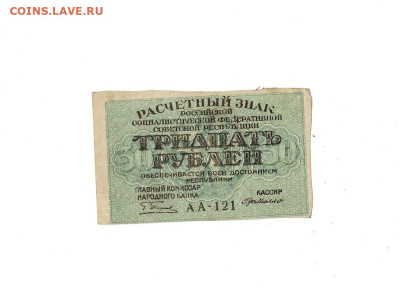 COINS.LAVE.RU
РАСЧЕТНЫЙ ЗНАК
РОССИЙСКОЙ
СОЦИАЛИСТИЧЕСКОЙ ФЕДЕРАТИВНОЙ
СОВЕТСКОЙ РЕСПУБЛИКИ
ТРИДЦАТЬ
РУБЛЕЙ
ОБЕСПЕЧИВАЕТСЯ ВСЕМ ДОСТОЯНИЕМ
РЕСПУБЛИКИ
ГЛАВНЫЙ КОМИССАР
НАРОДНОГО БАНКА
КАССИР
АА-121